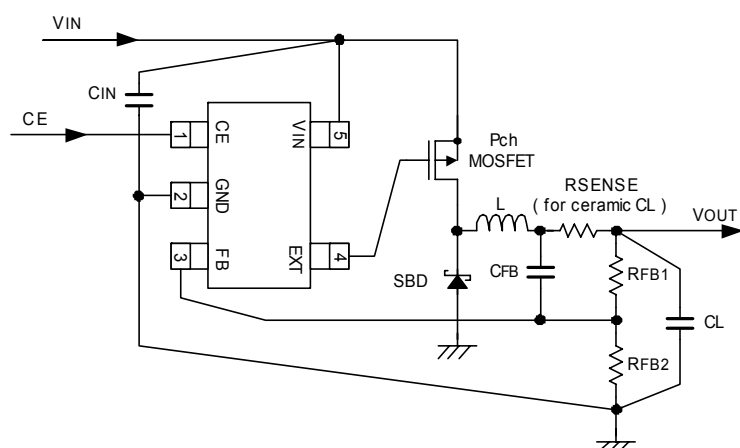 VIN
CIN
CE
1
CE
VIN
5
2
GND
3
FB
EXT
4
Pch
MOSFET
RSENSE
( for ceramic CL )
L
VOUT
SBD
CFB
RFB1
CL
RFB2